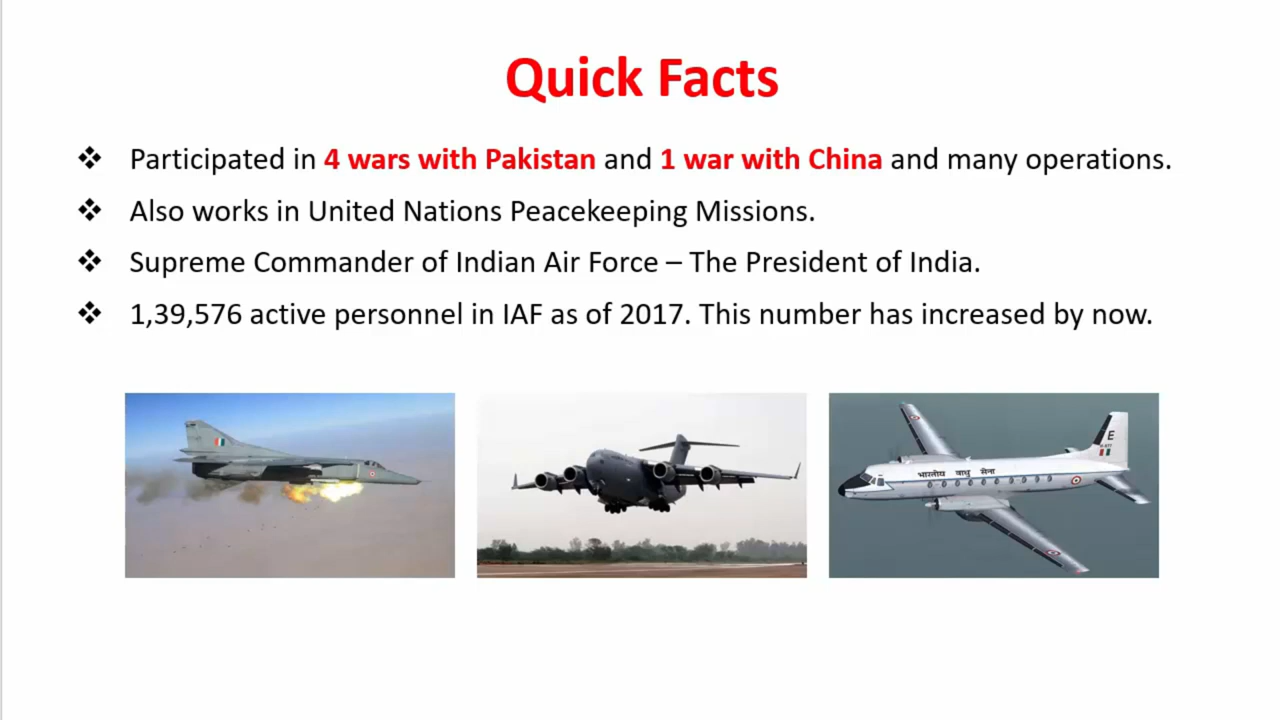 Quick Facts
❖ Participated in 4 wars with Pakistan and 1 war with China and many operations.
❖ Also works in United Nations Peacekeeping Missions.
❖ Supreme Commander of Indian Air Force – The President of India.
❖ 1,39,576 active personnel in IAF as of 2017. This number has increased by now.
भारतीय वायु सेना
E